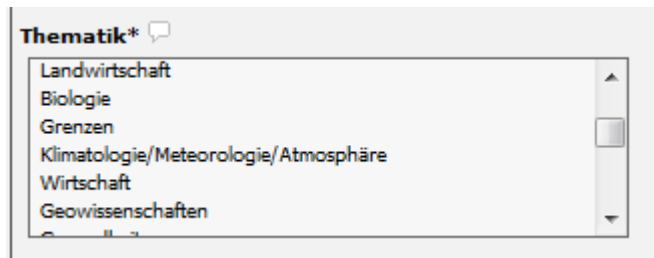 Thematik*
Landwirtschaft
Biologie
Grenzen
Klimatologie/Meteorologie/Atmosphäre
Wirtschaft
Geowissenschaften